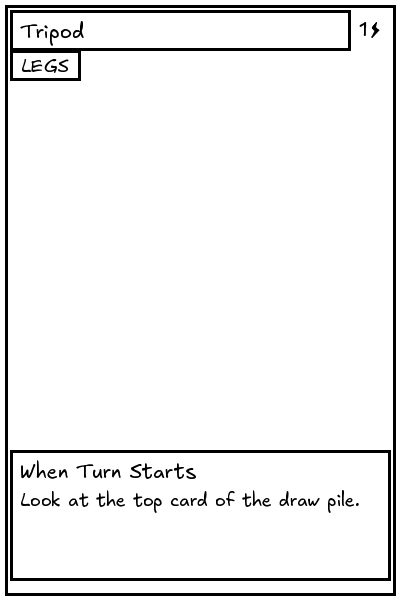 Tripod
1⚡
LEGS
When Turn Starts
Look at the top card of the draw pile.